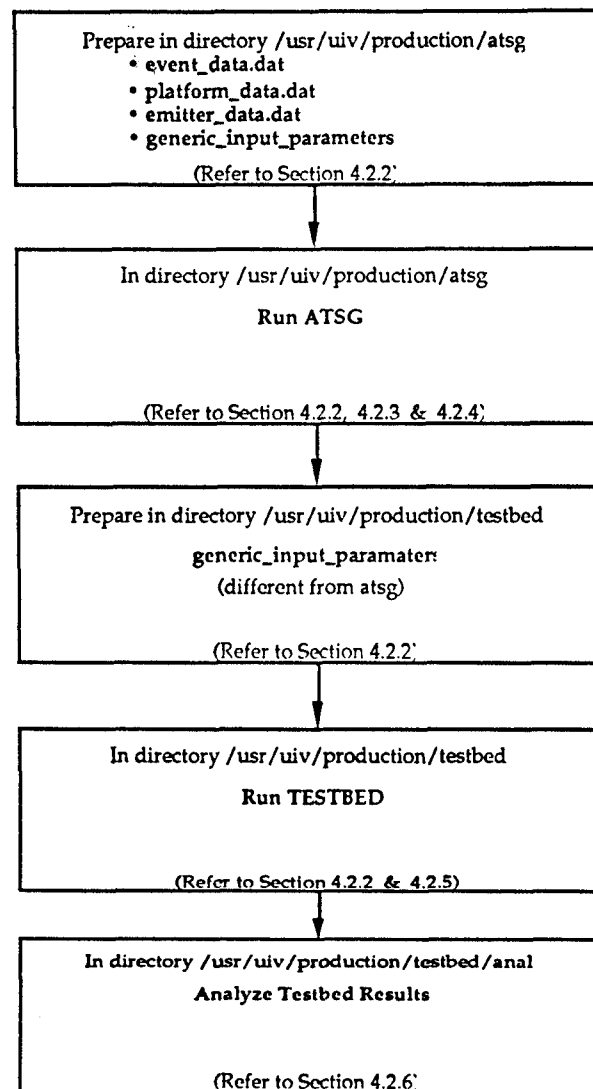 Prepare in directory /usr/uiv/production/atsg
• event_data.dat
• platform_data.dat
• emitter_data.dat
• generic_input_parameters
(Refer to Section 4.2.2)
In directory /usr/uiv/production/atsg
Run ATSG
(Refer to Section 4.2.2, 4.2.3 & 4.2.4)
Prepare in directory /usr/uiv/production/testbed
generic_input_paramaters
(different from atsg)
(Refer to Section 4.2.2)
In directory /usr/uiv/production/testbed
Run TESTBED
(Refer to Section 4.2.2 & 4.2.5)
In directory /usr/uiv/production/testbed/anal
Analyze Testbed Results
(Refer to Section 4.2.6)